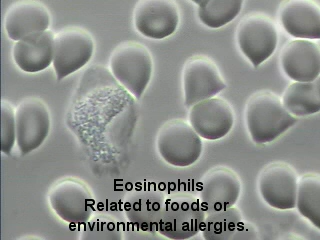 Eosinophils
Related to foods or
environmental allergies.